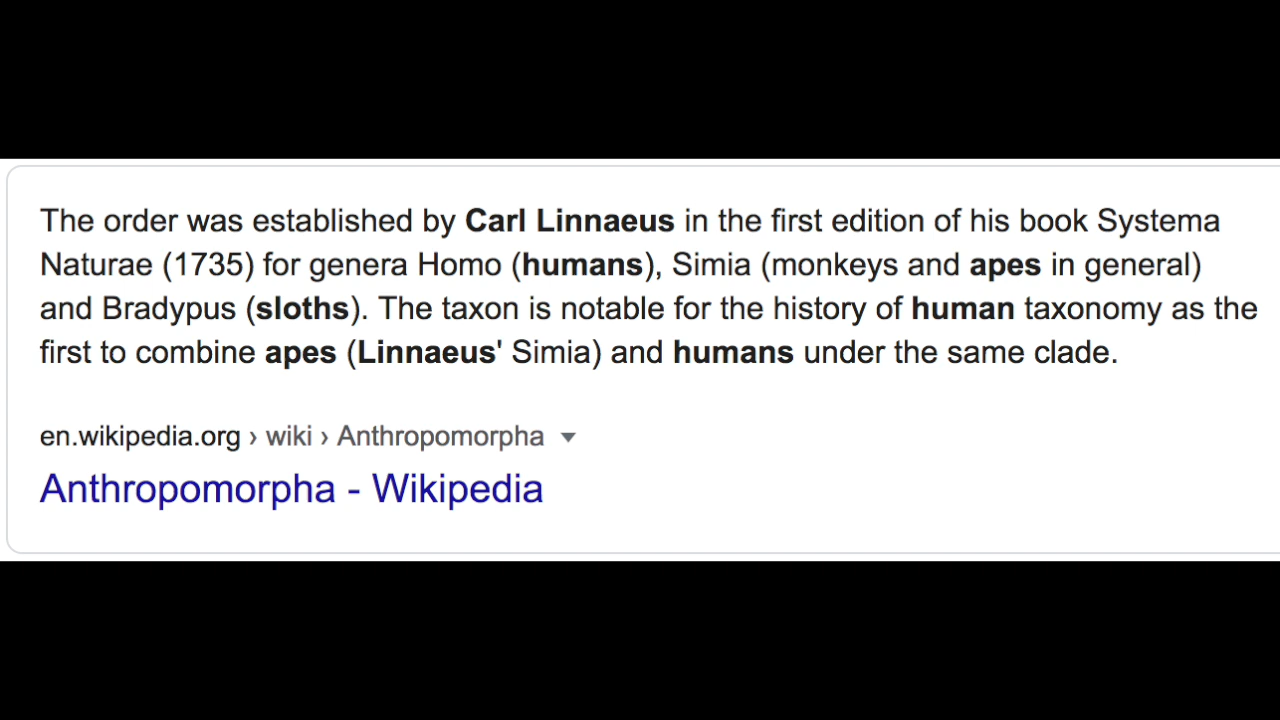 The order was established by Carl Linnaeus in the first edition of his book Systema
Naturae (1735) for genera Homo (humans), Simia (monkeys and apes in general)
and Bradypus (sloths). The taxon is notable for the history of human taxonomy as the
first to combine apes (Linnaeus' Simia) and humans under the same clade.
en.wikipedia.org › wiki › Anthropomorpha
Anthropomorpha - Wikipedia